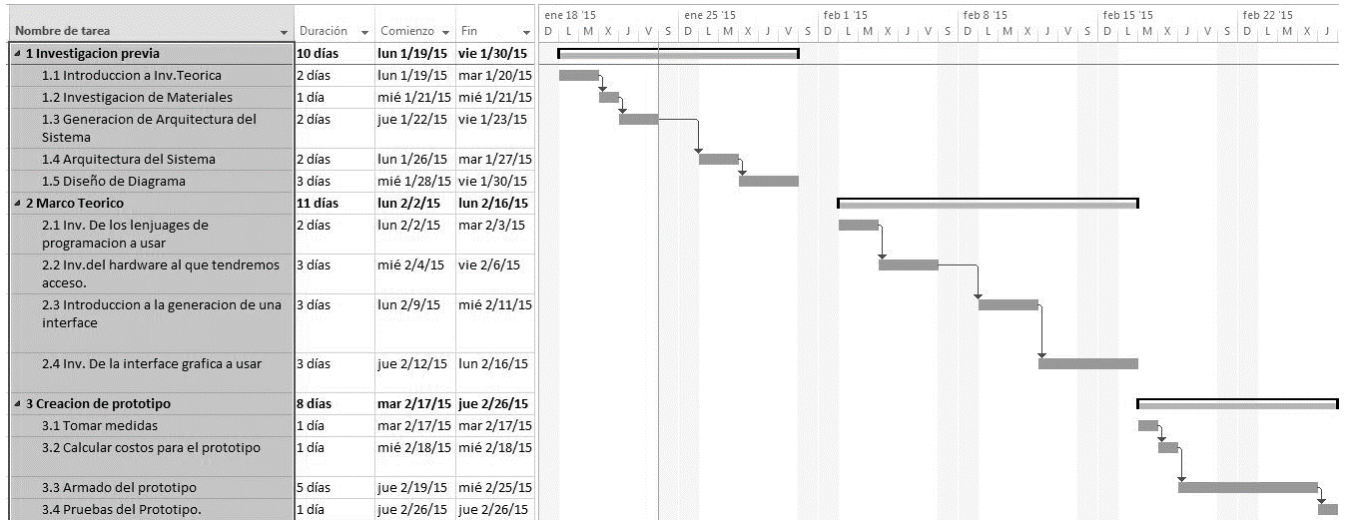 ene 18 '15 ene 25 '15 feb 1 '15 feb 8 '15 feb 15 '15 feb 22 '15
Nombre de tarea Duración Comienzo Fin D L M X J V S D L M X J V S D L M X J V S D L M X J V S D L M X J V S D L M X J
1 Investigacion previa 10 días lun 1/19/15 vie 1/30/15
1.1 Introduccion a Inv.Teorica 2 días lun 1/19/15 mar 1/20/15
1.2 Investigacion de Materiales 1 día mié 1/21/15 mié 1/21/15
1.3 Generacion de Arquitectura del 2 días jue 1/22/15 vie 1/23/15
Sistema
1.4 Arquitectura del Sistema 2 días lun 1/26/15 mar 1/27/15
1.5 Diseño de Diagrama 3 días mié 1/28/15 vie 1/30/15
2 Marco Teorico 11 días lun 2/2/15 lun 2/16/15
2.1 Inv. De los lenjuages de 2 días lun 2/2/15 mar 2/3/15
programacion a usar
2.2 Inv.del hardware al que tendremos 3 días mié 2/4/15 vie 2/6/15
acceso.
2.3 Introduccion a la generacion de una 3 días lun 2/9/15 mié 2/11/15
interface
2.4 Inv. De la interface grafica a usar 3 días jue 2/12/15 lun 2/16/15
3 Creacion de prototipo 8 días mar 2/17/15 jue 2/26/15
3.1 Tomar medidas 1 día mar 2/17/15 mar 2/17/15
3.2 Calcular costos para el prototipo 1 día mié 2/18/15 mié 2/18/15
3.3 Armado del prototipo 5 días jue 2/19/15 mié 2/25/15
3.4 Pruebas del Prototipo. 1 día jue 2/26/15 jue 2/26/15